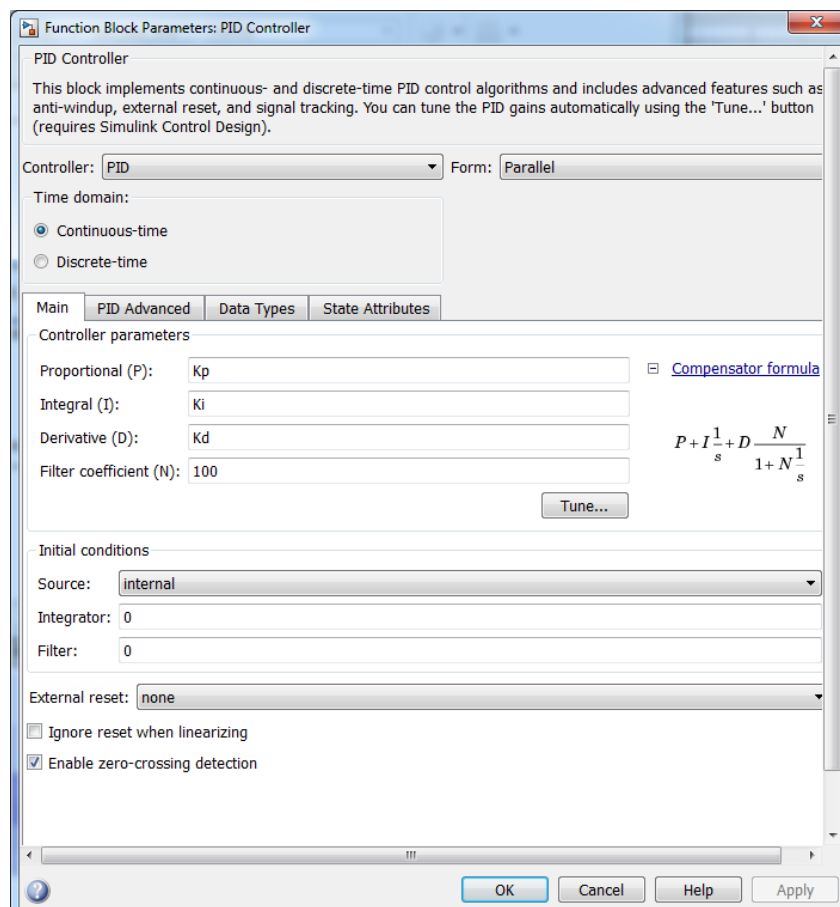 Function Block Parameters: PID Controller
PID Controller
This block implements continuous- and discrete-time PID control algorithms and includes advanced features such as
anti-windup, external reset, and signal tracking. You can tune the PID gains automatically using the 'Tune...' button
(requires Simulink Control Design).
Controller: PID Form: Parallel
Time domain:
Continuous-time
Discrete-time
Main PID Advanced Data Types State Attributes
Controller parameters
Proportional (P): Kp Compensator formula
Integral (I): Ki
Derivative (D): Kd
P+I 1/s +D N/(1+N 1/s)
Filter coefficient (N): 100
Tune...
Initial conditions
Source: internal
Integrator: 0
Filter: 0
External reset: none
Ignore reset when linearizing
Enable zero-crossing detection
OK Cancel Help Apply